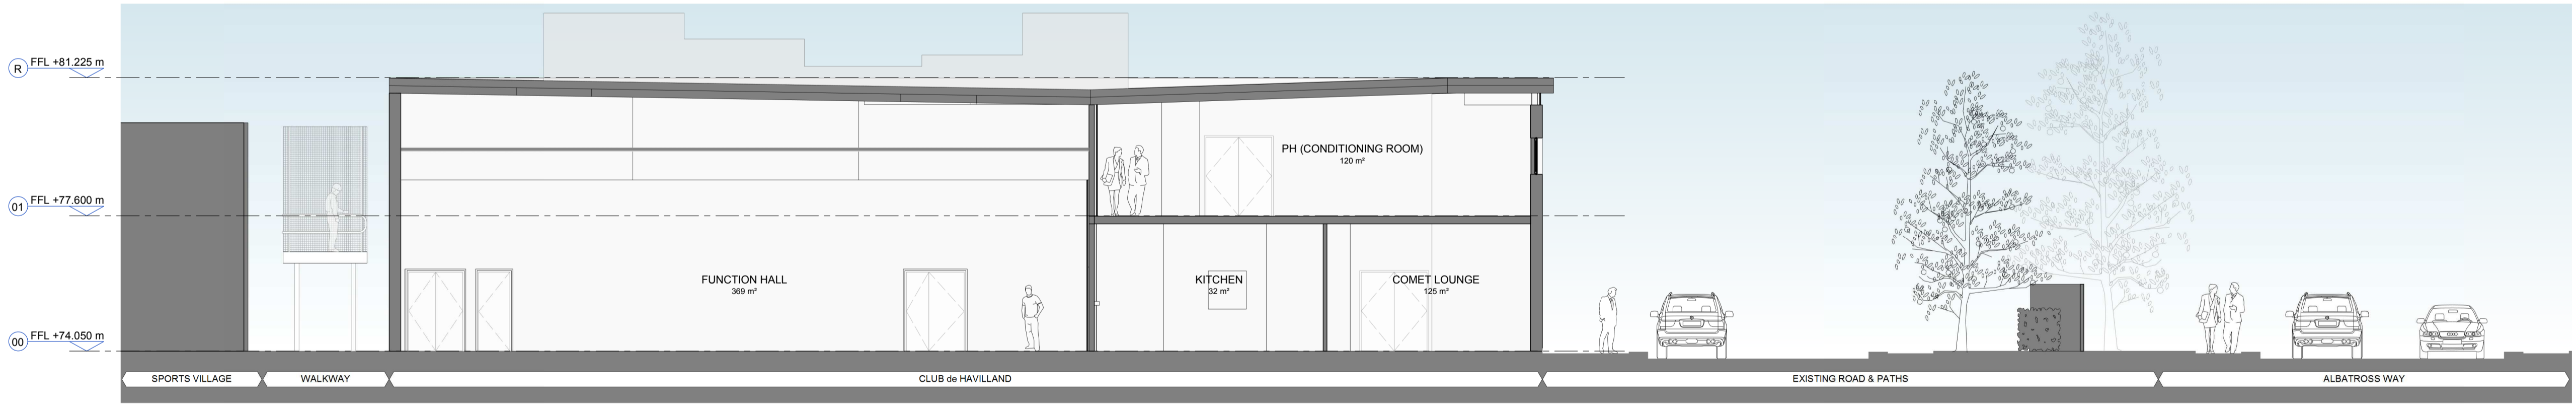 R FFL +81.225 m
01 FFL +77.600 m
00 FFL +74.050 m
PH (CONDITIONING ROOM)
120 m²
FUNCTION HALL
369 m²
KITCHEN
32 m²
COMET LOUNGE
125 m²
SPORTS VILLAGE
WALKWAY
CLUB de HAVILLAND
EXISTING ROAD & PATHS
ALBATROSS WAY